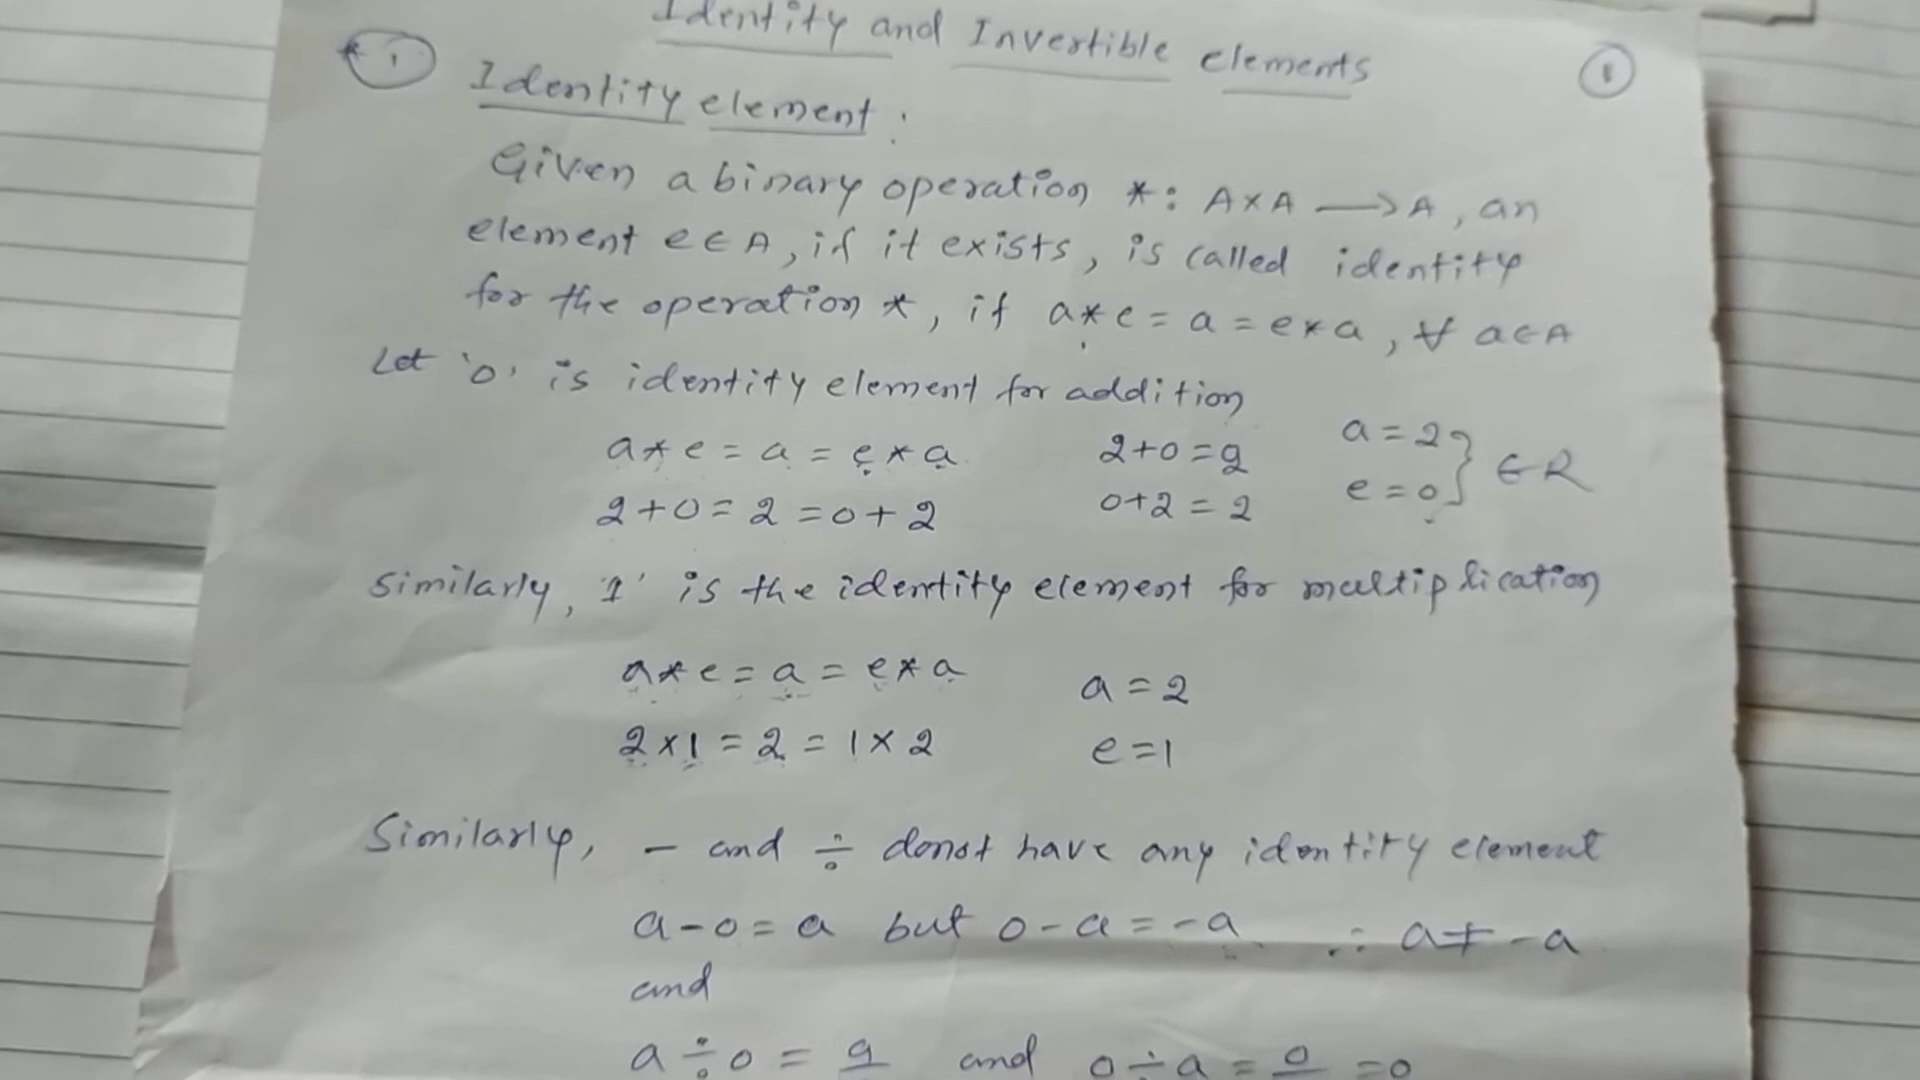 Identity and Invertible elements
* 1 Identity element :
1
Given a binary operation * : A×A ⟶ A, an
element e∈A, if it exists, is called identity
for the operation *, if a*e = a = e*a, ∀ a∈A
Let '0' is identity element for addition
a*e = a = e*a 2+0=2 a=2 } ∈R
2+0=2=0+2 0+2=2 e=0
Similarly, '1' is the identity element for multiplication
a*e = a = e*a a=2
2×1=2=1×2 e=1
Similarly, − and ÷ donot have any identity element
a−0=a but 0−a=−a ∴ a≠−a
and
a÷0= a and 0÷a= 0 =0